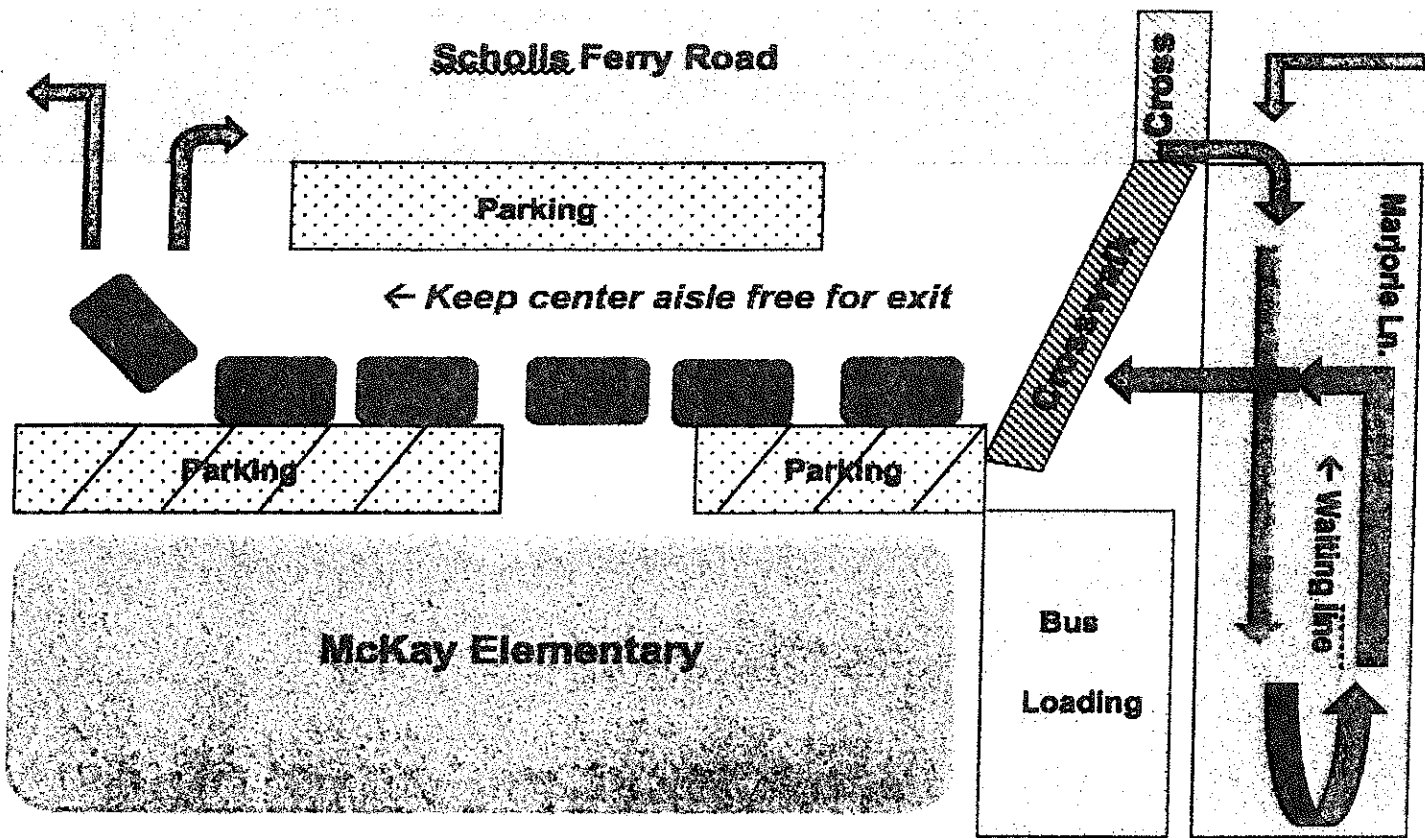 Scholls Ferry Road
Cross
Parking
← Keep center aisle free for exit
Crosswalk
Marjorie Ln.
Parking
Parking
← Waiting line
McKay Elementary
Bus
Loading